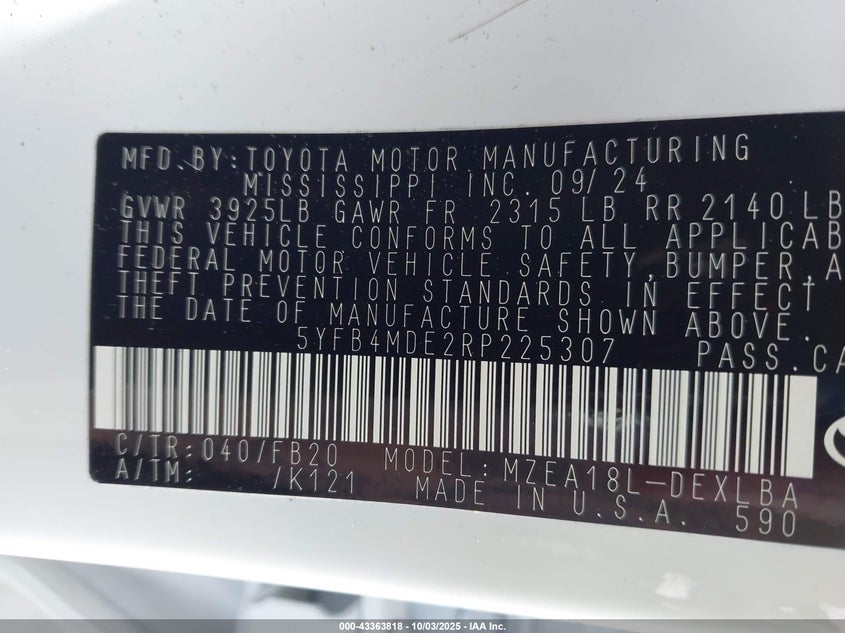 MFD.BY:TOYOTA MOTOR MANUFACTURING
MISSISSIPPI INC. 09/24
GVWR 3925LB GAWR FR 2315 LB RR 2140 LB
THIS VEHICLE CONFORMS TO ALL APPLICAB
FEDERAL MOTOR VEHICLE SAFETY,BUMPER,A
THEFT PREVENTION STANDARDS IN EFFECT
THE DATE OF MANUFACTURE SHOWN ABOVE.
5YFB4MDE2RP225307 PASS.CA
C/TR: 040/FB20 MODEL: MZEA18L-DEXLBA
A/TM: /K121 MADE IN U.S.A. 590
000-43363818 - 10/03/2025 - IAA Inc.